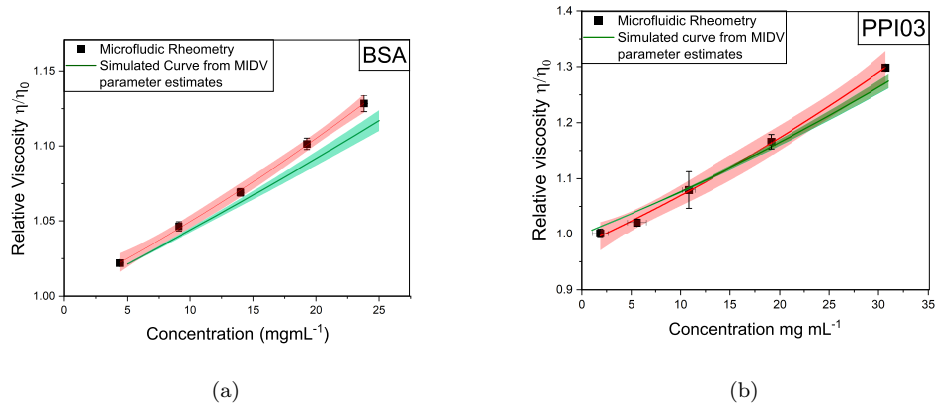 Microfludic Rheometry
Simulated Curve from MIDV
parameter estimates
BSA
Relative Viscosity η/η0
1.15
1.10
1.05
1.00
0 5 10 15 20 25
Concentration (mgmL-1)
(a)
Microfluidic Rheometry
Simulated curve from MIDV
parameter estimates
PPI03
Relative viscosity η/η0
1.4
1.3
1.2
1.1
1.0
0.9
0 5 10 15 20 25 30 35
Concentration mg mL-1
(b)